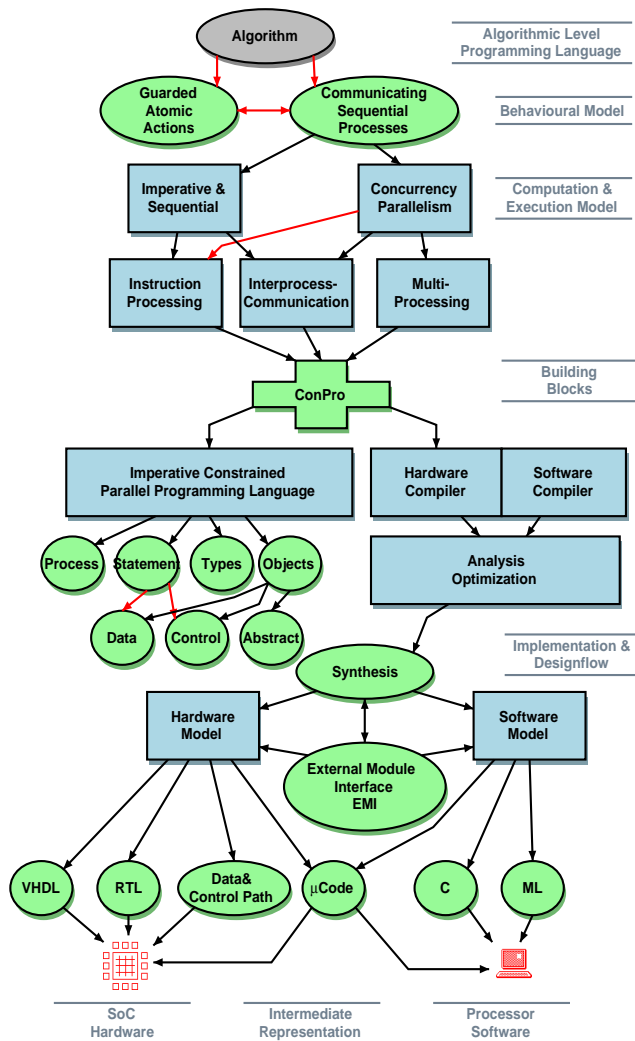 Algorithm
Algorithmic Level
Programming Language
Guarded
Atomic
Actions
Communicating
Sequential
Processes
Behavioural Model
Imperative &
Sequential
Concurrency
Parallelism
Computation &
Execution Model
Instruction
Processing
Interprocess-
Communication
Multi-
Processing
Building
Blocks
ConPro
Imperative Constrained
Parallel Programming Language
Hardware
Compiler
Software
Compiler
Process
Statement
Types
Objects
Analysis
Optimization
Data
Control
Abstract
Implementation &
Designflow
Synthesis
Hardware
Model
Software
Model
External Module
Interface
EMI
VHDL
RTL
Data&
Control Path
μCode
C
ML
SoC
Hardware
Intermediate
Representation
Processor
Software